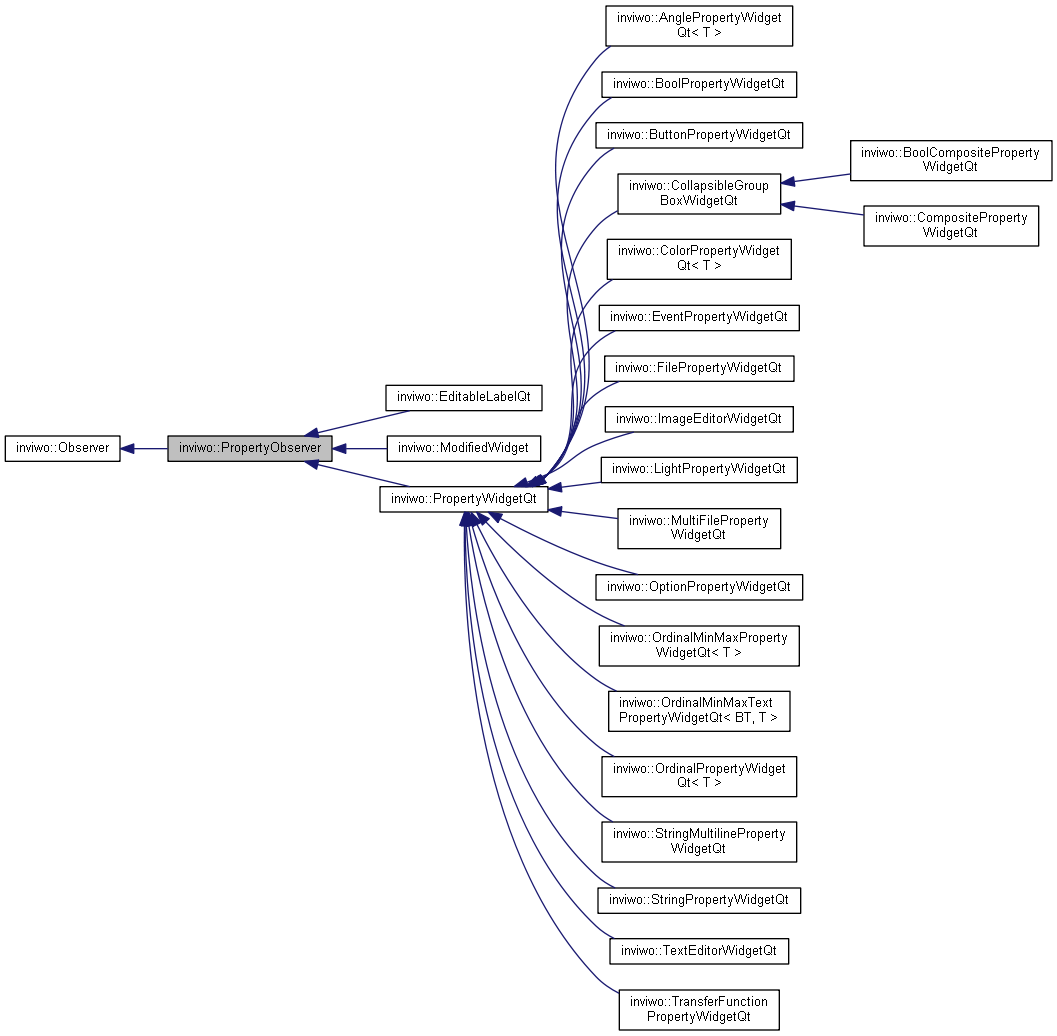 inviwo::Observer
inviwo::PropertyObserver
inviwo::EditableLabelQt
inviwo::ModifiedWidget
inviwo::PropertyWidgetQt
inviwo::AnglePropertyWidget
Qt< T >
inviwo::BoolPropertyWidgetQt
inviwo::ButtonPropertyWidgetQt
inviwo::CollapsibleGroup
BoxWidgetQt
inviwo::BoolCompositeProperty
WidgetQt
inviwo::CompositeProperty
WidgetQt
inviwo::ColorPropertyWidget
Qt< T >
inviwo::EventPropertyWidgetQt
inviwo::FilePropertyWidgetQt
inviwo::ImageEditorWidgetQt
inviwo::LightPropertyWidgetQt
inviwo::MultiFileProperty
WidgetQt
inviwo::OptionPropertyWidgetQt
inviwo::OrdinalMinMaxProperty
WidgetQt< T >
inviwo::OrdinalMinMaxText
PropertyWidgetQt< BT, T >
inviwo::OrdinalPropertyWidget
Qt< T >
inviwo::StringMultilineProperty
WidgetQt
inviwo::StringPropertyWidgetQt
inviwo::TextEditorWidgetQt
inviwo::TransferFunction
PropertyWidgetQt